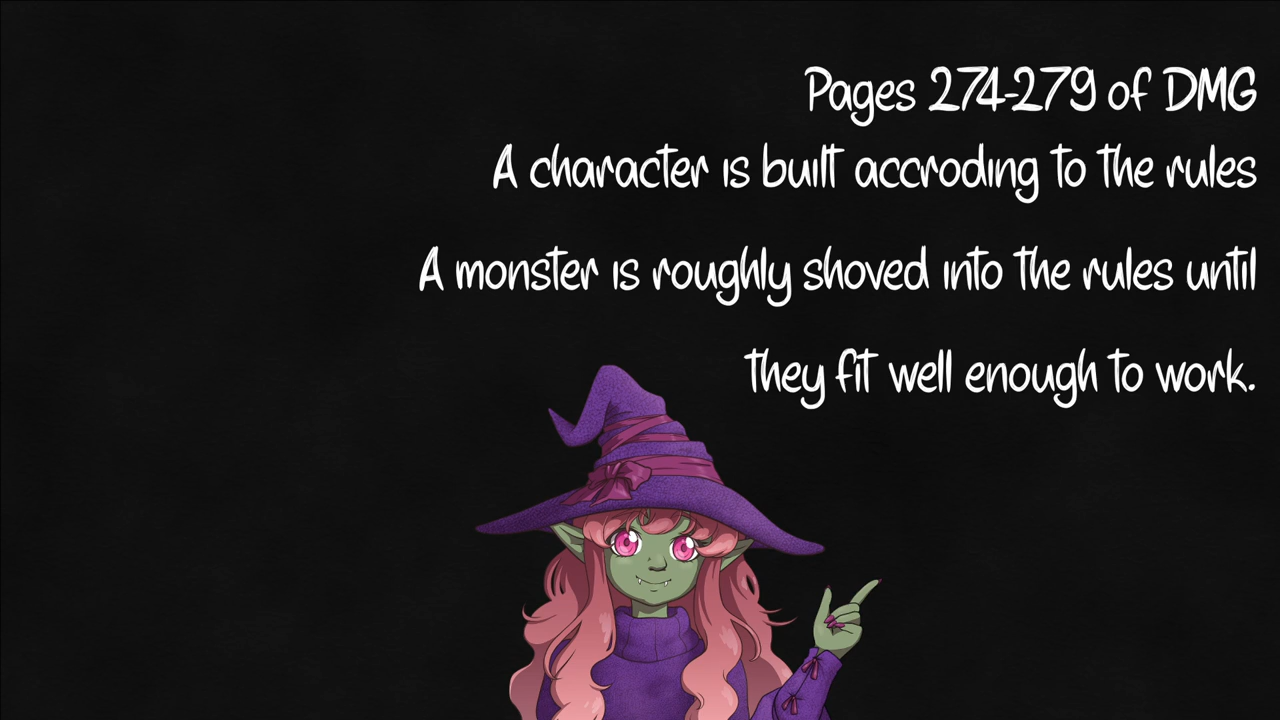 Pages 274-279 of DMG
A character is built accroding to the rules
A monster is roughly shoved into the rules until
they fit well enough to work.